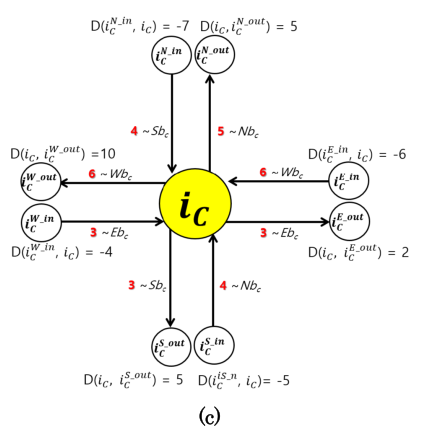 D(i_C^{N_in}, i_C) = -7 D(i_C, i_C^{N_out}) = 5
i_C^{N_in} i_C^{N_out}
4 ~Sb_c 5 ~Nb_c
D(i_C, i_C^{W_out}) =10 D(i_C^{E_in}, i_C) = -6
i_C^{W_out} 6 ~Wb_c 6 ~Wb_c i_C^{E_in}
i_C
i_C^{W_in} 3 ~Eb_c 3 ~Eb_c i_C^{E_out}
D(i_C^{W_in}, i_C) = -4 D(i_C, i_C^{E_out}) = 2
3 ~Sb_c 4 ~Nb_c
i_C^{S_out} i_C^{S_in}
D(i_C, i_C^{S_out}) = 5 D(i_C^{iS_n}, i_C)= -5
(c)